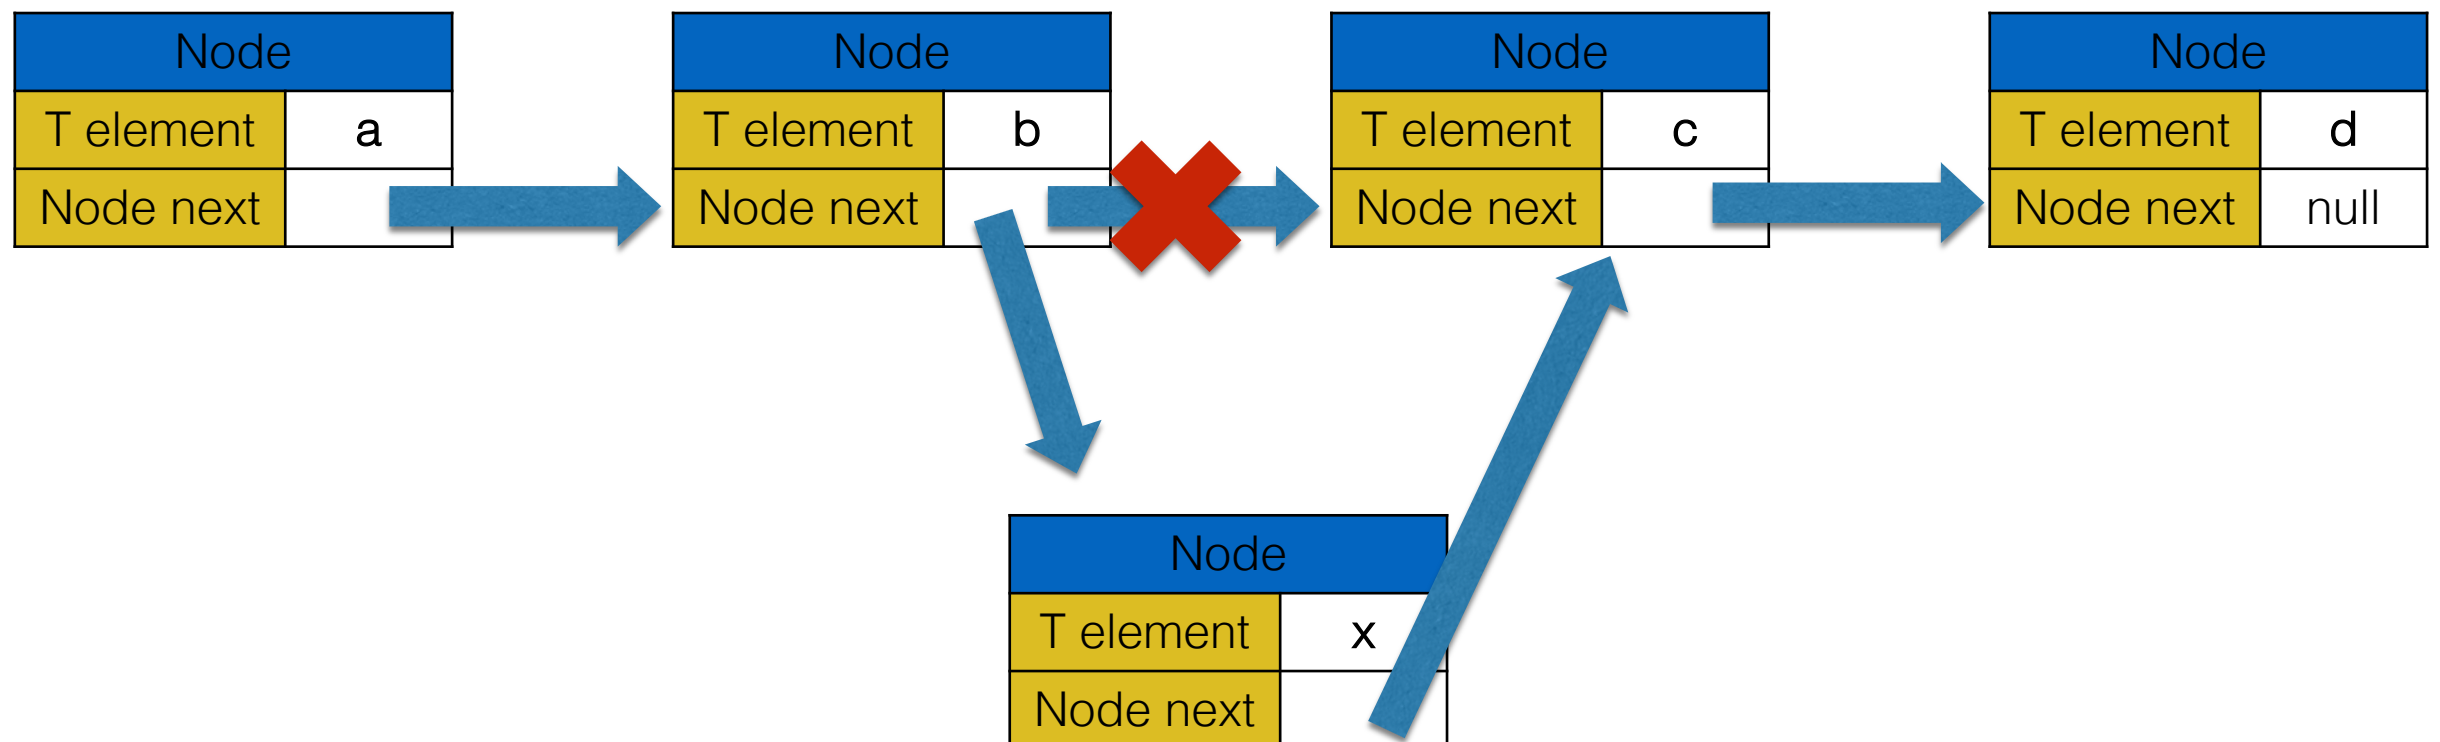 Node
T element a
Node next
Node
T element b
Node next
Node
T element c
Node next
Node
T element d
Node next null
Node
T element x
Node next